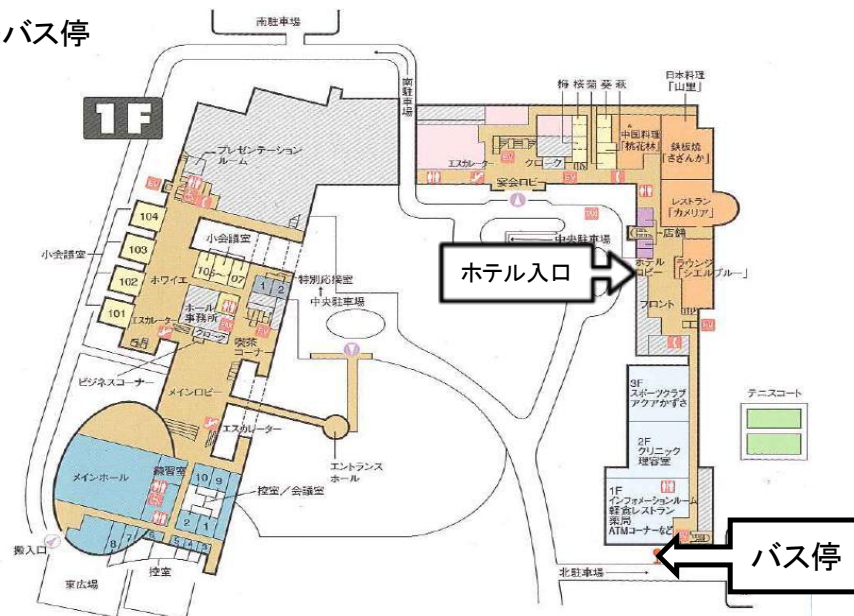 バス停
南駐車場
1F
プレゼンテーション
ルーム
南駐車場
梅 桜 菊 葵 萩
日本料理
「山里」
中国料理
「桃花林」
鉄板焼
「さざんか」
エスカレーター
EV
クローク
EV
宴会ロビー
レストラン
「カメリア」
EV
104
103
102
101
小会議室
小会議室
105〜07
ホワイエ
1 2
特別応接室
中央駐車場
中央駐車場
店舗
ホテル入口
ホテル
ロビー
ラウンジ
「シエルブルー」
フロント
EV
エスカレーター
ホール
事務所
クローク
喫茶
コーナー
ビジネスコーナー
メインロビー
エスカレーター
エントランス
ホール
3F
スポーツクラブ
アクアかずさ
2F
クリニック
理容室
1F
インフォメーションルーム
軽食レストラン
薬局
ATMコーナーなど
テニスコート
メインホール
練習室
10 9
控室/会議室
2 1
8 7 6 5 4 3
搬入口
東広場
控室
北駐車場
バス停